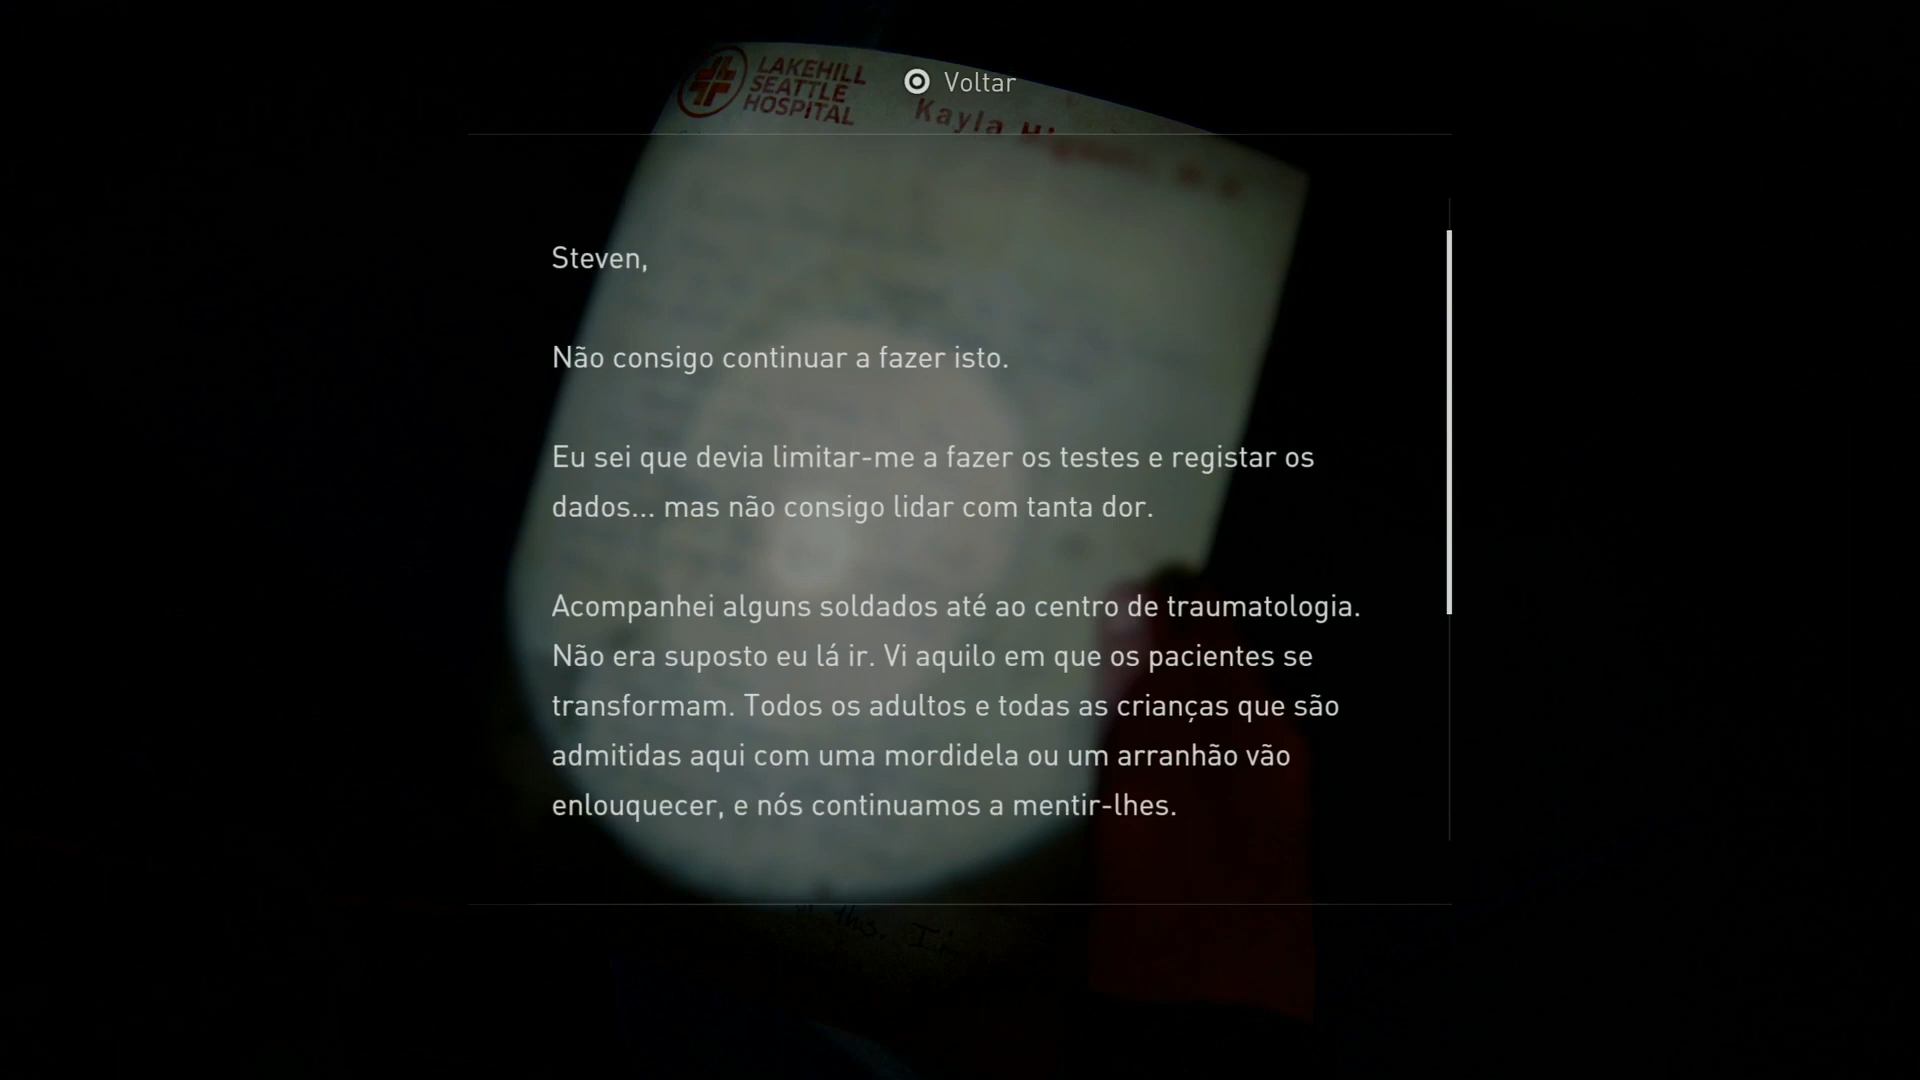 LAKEHILL
SEATTLE
HOSPITAL
Voltar
Kayla
Steven,
Não consigo continuar a fazer isto.
Eu sei que devia limitar-me a fazer os testes e registar os
dados... mas não consigo lidar com tanta dor.
Acompanhei alguns soldados até ao centro de traumatologia.
Não era suposto eu lá ir. Vi aquilo em que os pacientes se
transformam. Todos os adultos e todas as crianças que são
admitidas aqui com uma mordidela ou um arranhão vão
enlouquecer, e nós continuamos a mentir-lhes.
this. I'm